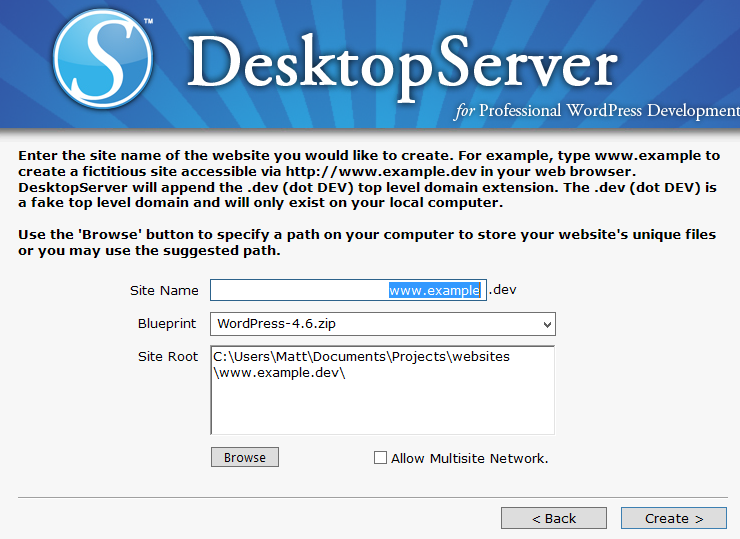 S™
DesktopServer
for Professional WordPress Development
Enter the site name of the website you would like to create. For example, type www.example to
create a fictitious site accessible via http://www.example.dev in your web browser.
DesktopServer will append the .dev (dot DEV) top level domain extension. The .dev (dot DEV) is
a fake top level domain and will only exist on your local computer.
Use the 'Browse' button to specify a path on your computer to store your website's unique files
or you may use the suggested path.
Site Name www.example .dev
Blueprint WordPress-4.6.zip
Site Root C:\Users\Matt\Documents\Projects\websites
\www.example.dev\
Browse Allow Multisite Network.
< Back Create >